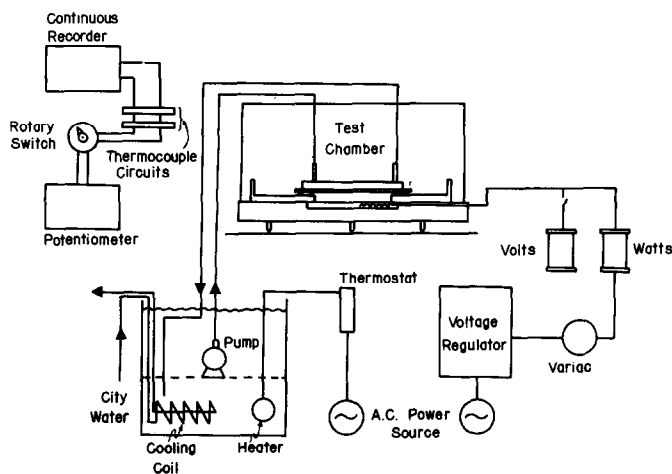 Continuous
Recorder
Rotary
Switch
Thermocouple
Circuits
Potentiometer
Test
Chamber
Volts
Watts
Thermostat
Voltage
Regulator
Variac
Pump
City
Water
Cooling
Coil
Heater
A.C. Power
Source